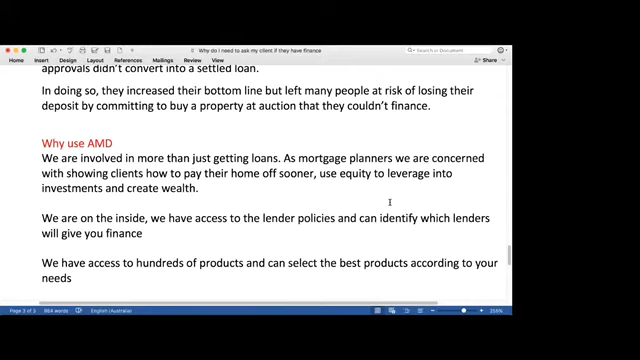 Why do I need to ask my client if they have finance
Search in Document
Home Insert Design Layout References Mailings Review View
Share
approvals didn't convert into a settled loan.
In doing so, they increased their bottom line but left many people at risk of losing their
deposit by committing to buy a property at auction that they couldn't finance.
Why use AMD
We are involved in more than just getting loans. As mortgage planners we are concerned
with showing clients how to pay their home off sooner, use equity to leverage into
investments and create wealth.
We are on the inside, we have access to the lender policies and can identify which lenders
will give you finance
We have access to hundreds of products and can select the best products according to your
needs
Page 3 of 3 864 words English (Australia)